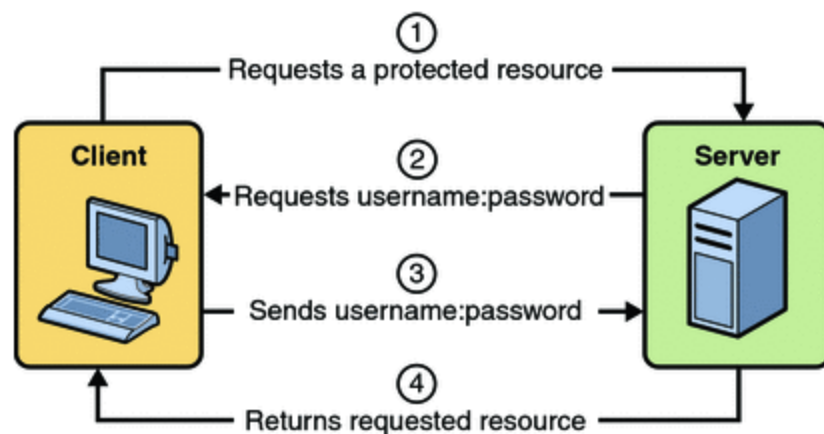 1
Requests a protected resource
Client
Server
2
Requests username:password
3
Sends username:password
4
Returns requested resource